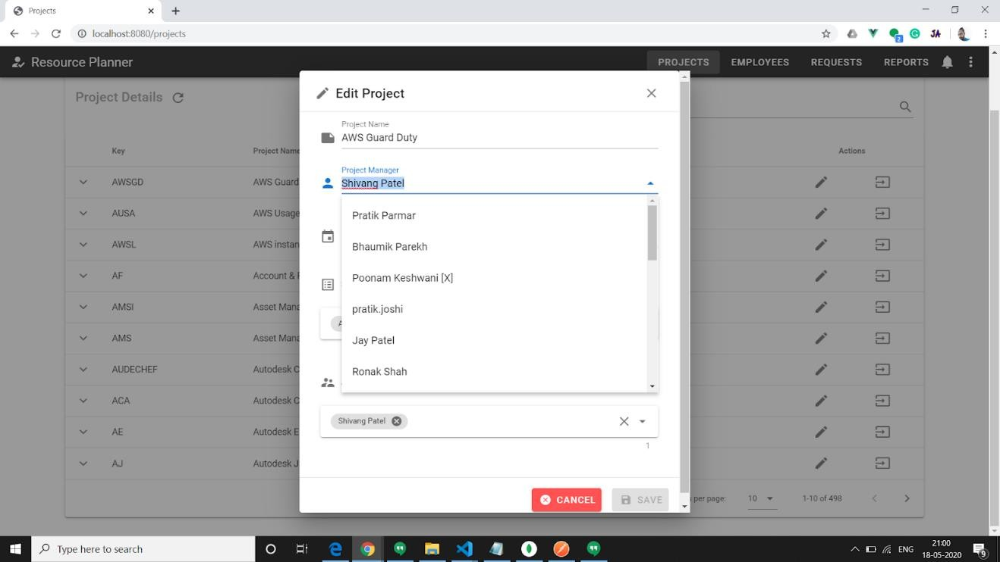 Projects
localhost:8080/projects
2
JA
Resource Planner
PROJECTS EMPLOYEES REQUESTS REPORTS
Project Details
Edit Project
Project Name
AWS Guard Duty
Project Manager
Shivang Patel
Pratik Parmar
Bhaumik Parekh
Poonam Keshwani [X]
pratik.joshi
Jay Patel
Ronak Shah
Shivang Patel
1
CANCEL SAVE
Key Project Name Actions
AWSGD AWS Guard
AUSA AWS Usage
AWSL AWS instan
AF Account &
AMSI Asset Mana
AMS Asset Mana
AUDECHEF Autodesk C
ACA Autodesk C
AE Autodesk E
AJ Autodesk J
per page: 10 1-10 of 498
Type here to search
ENG
21:00
18-05-2020
9